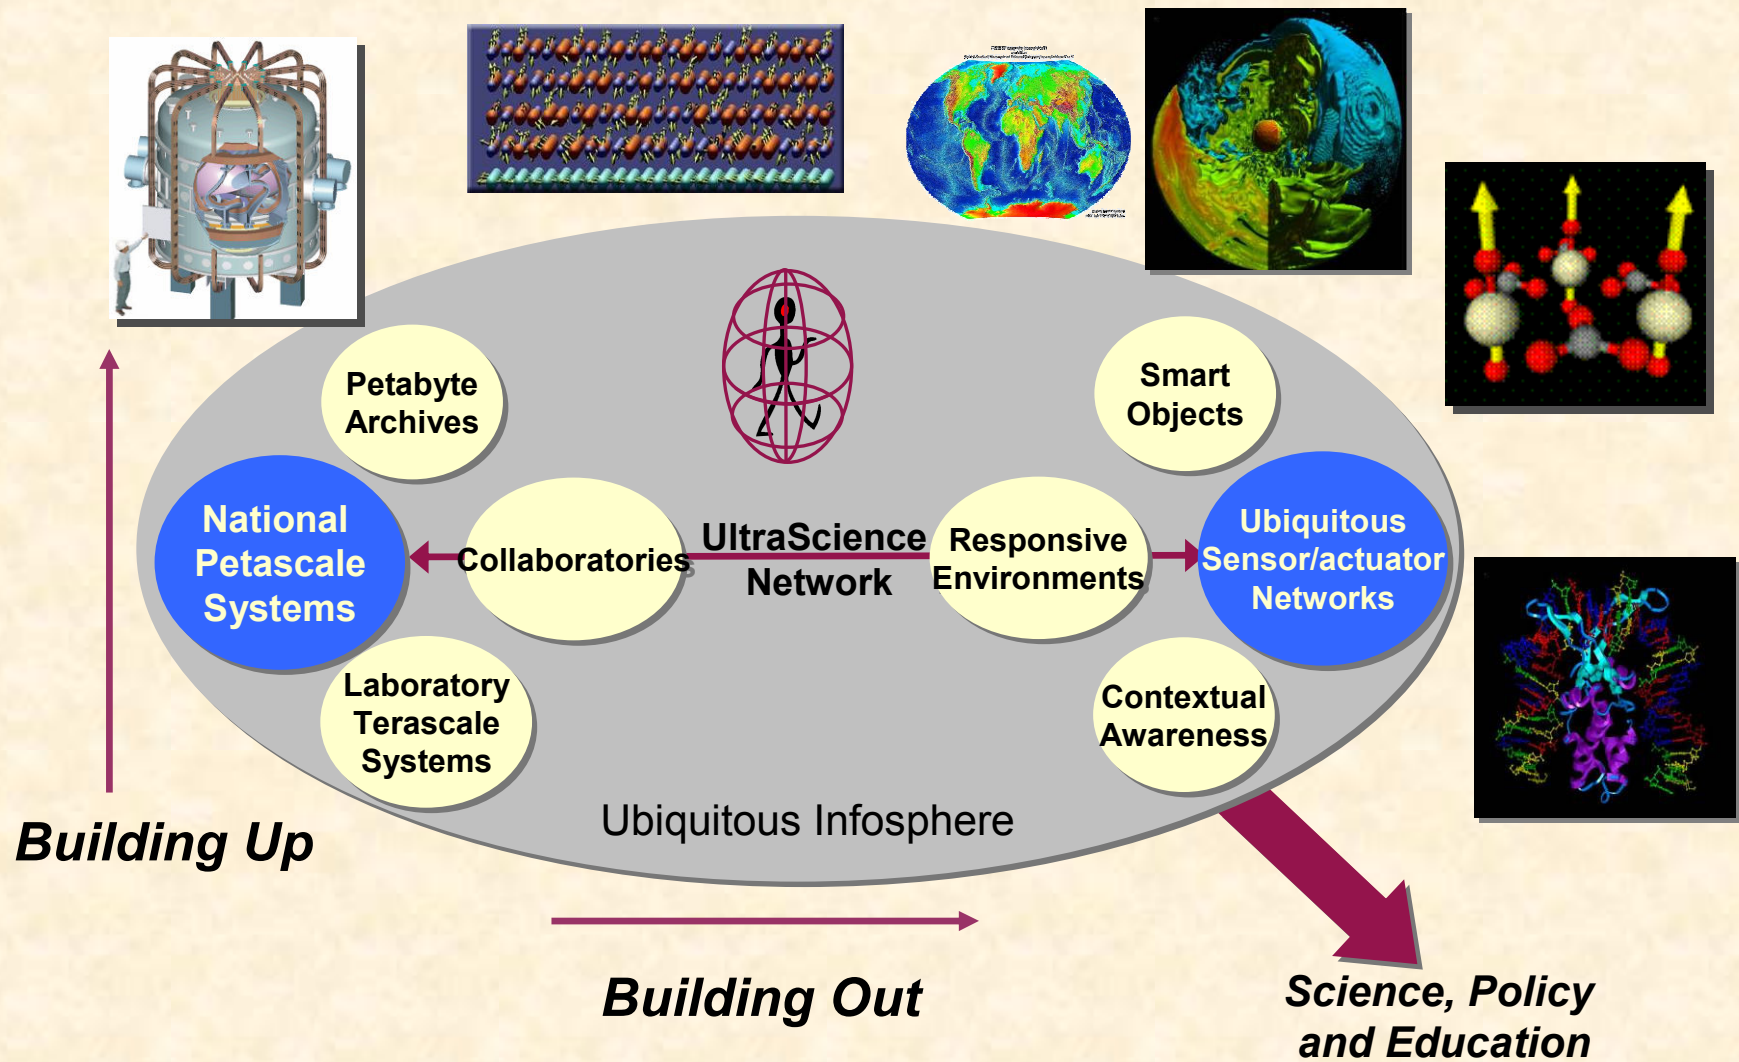 Petabyte
Archives
Smart
Objects
National
Petascale
Systems
Collaboratories
UltraScience
Network
Responsive
Environments
Ubiquitous
Sensor/actuator
Networks
Laboratory
Terascale
Systems
Contextual
Awareness
Ubiquitous Infosphere
Building Up
Building Out
Science, Policy
and Education